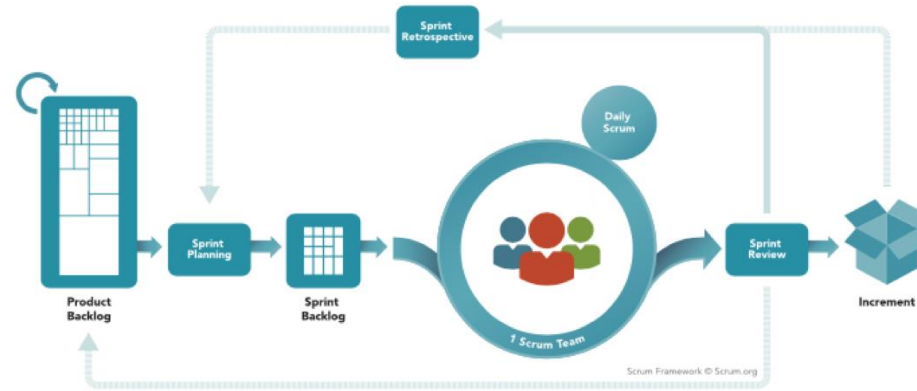 Sprint
Retrospective
Daily
Scrum
Sprint
Planning
Sprint
Review
Product
Backlog
Sprint
Backlog
Increment
1 Scrum Team
Scrum Framework © Scrum.org